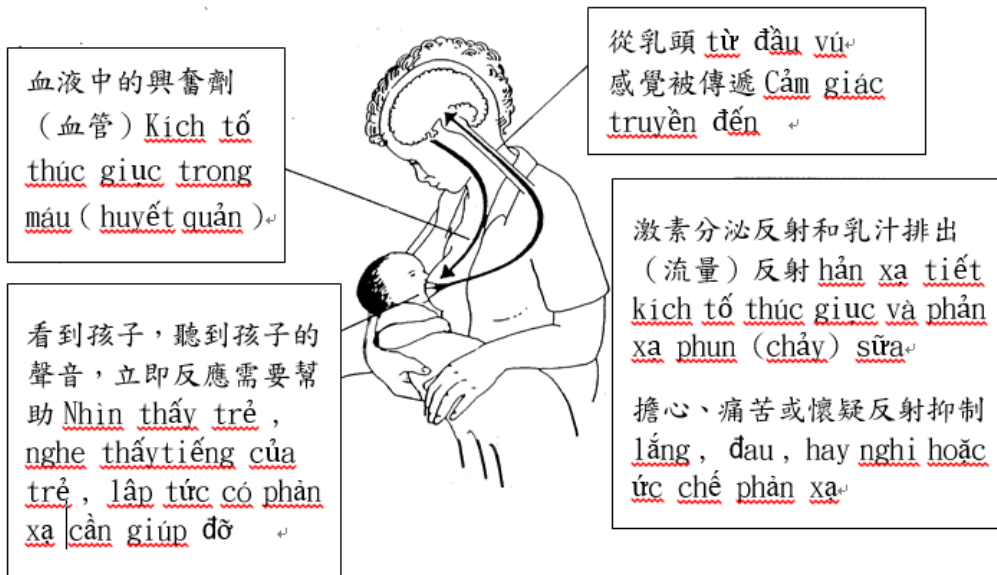 血液中的興奮劑
（血管）Kích tố
thúc giục trong
máu（huyết quản）
從乳頭 từ đầu vú
感覺被傳遞 Cảm giác
truyền đến
激素分泌反射和乳汁排出
（流量）反射 hản xạ tiết
kích tố thúc giục và phản
xạ phun（chảy）sữa
擔心、痛苦或懷疑反射抑制
lắng, đau, hay nghi hoặc
ức chế phản xạ
看到孩子，聽到孩子的
聲音，立即反應需要幫
助 Nhìn thấy trẻ,
nghe thấytiếng của
trẻ, lâp tức có phản
xạ cần giúp đỡ